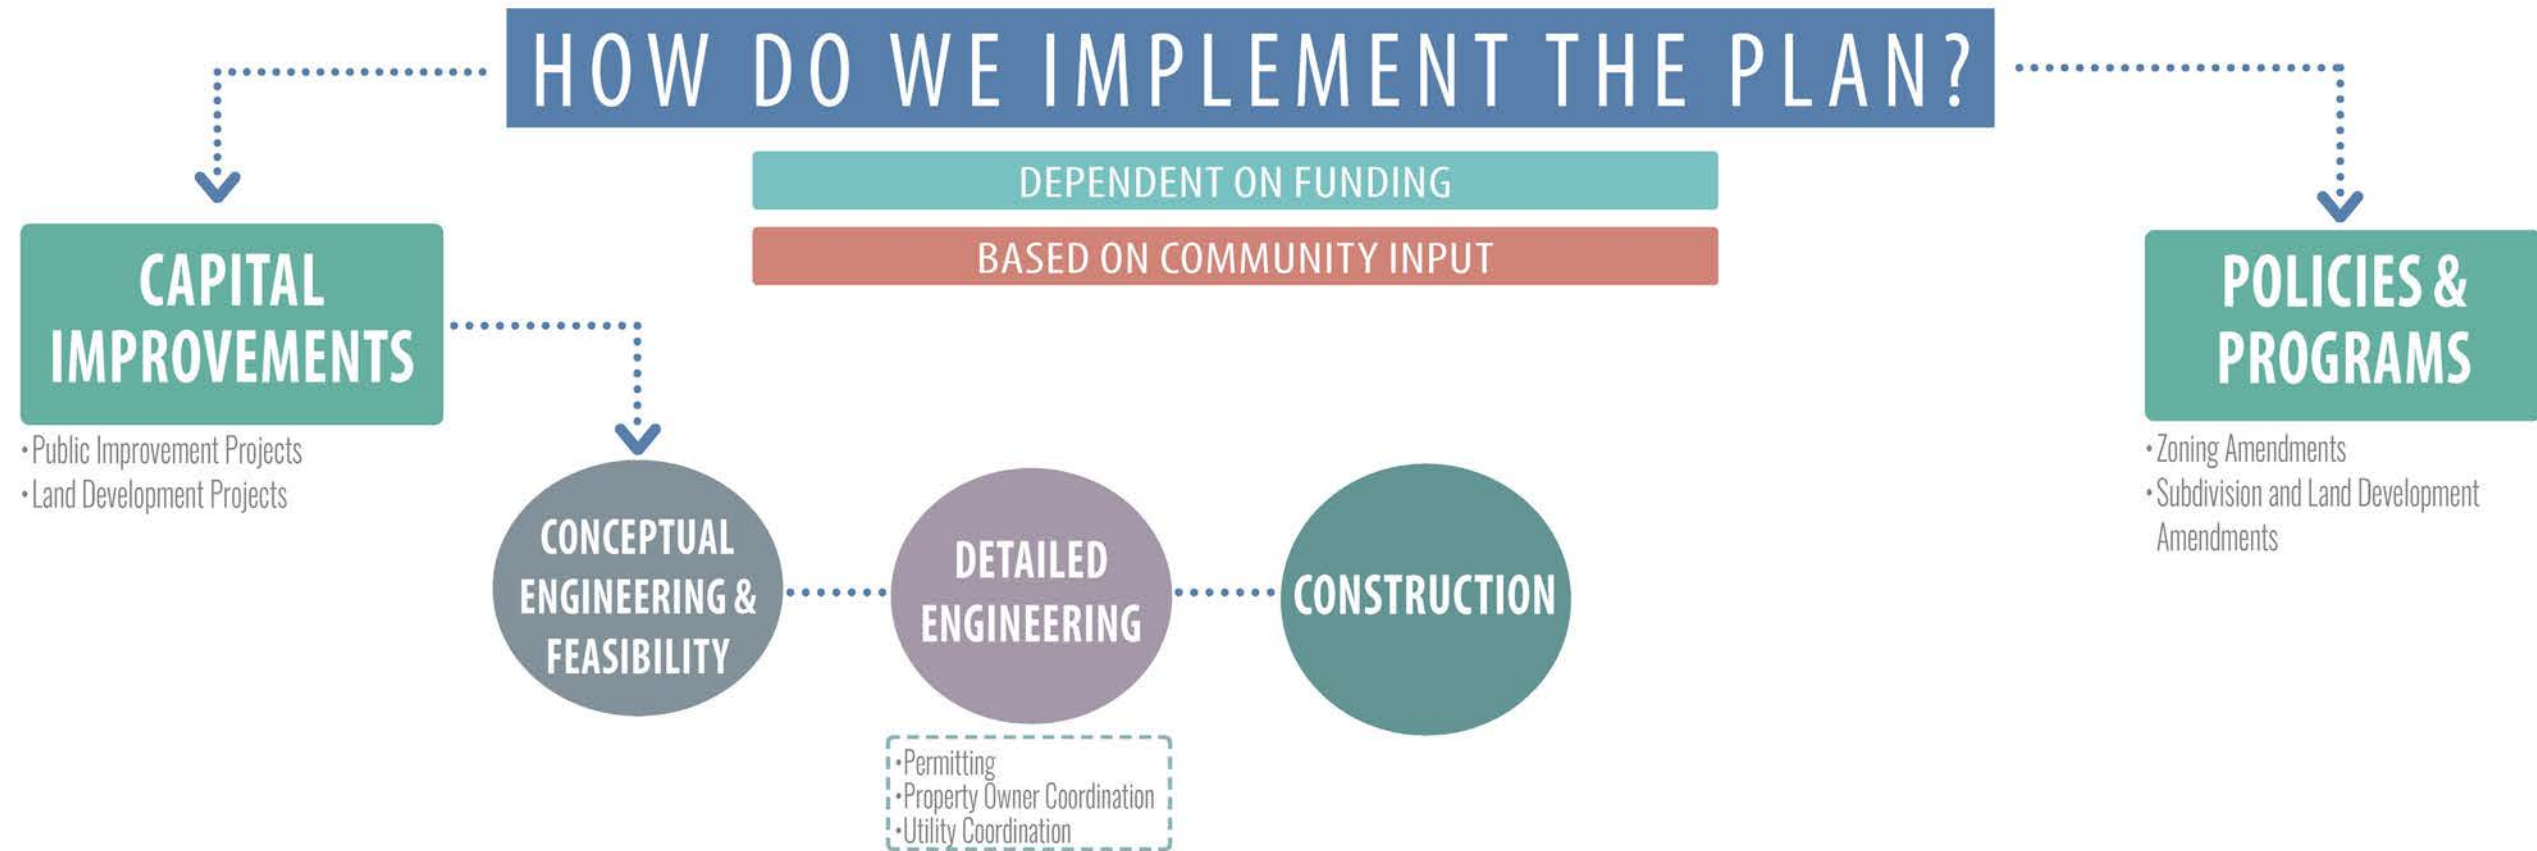 HOW DO WE IMPLEMENT THE PLAN?
DEPENDENT ON FUNDING
BASED ON COMMUNITY INPUT
CAPITAL
IMPROVEMENTS
• Public Improvement Projects
• Land Development Projects
CONCEPTUAL
ENGINEERING &
FEASIBILITY
DETAILED
ENGINEERING
• Permitting
• Property Owner Coordination
• Utility Coordination
CONSTRUCTION
POLICIES &
PROGRAMS
• Zoning Amendments
• Subdivision and Land Development
Amendments